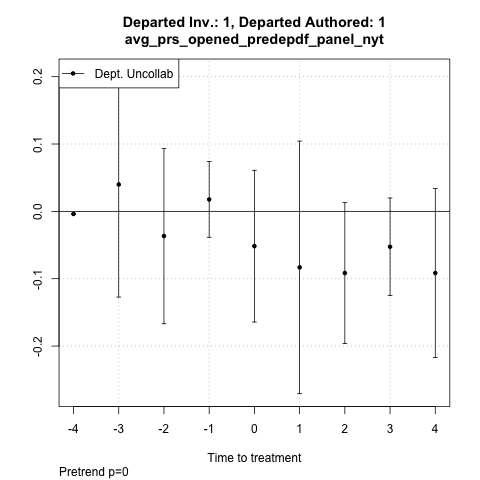 Departed Inv.: 1, Departed Authored: 1
avg_prs_opened_predepdf_panel_nyt
Dept. Uncollab
0.2
0.1
0.0
-0.1
-0.2
-4 -3 -2 -1 0 1 2 3 4
Time to treatment
Pretrend p=0